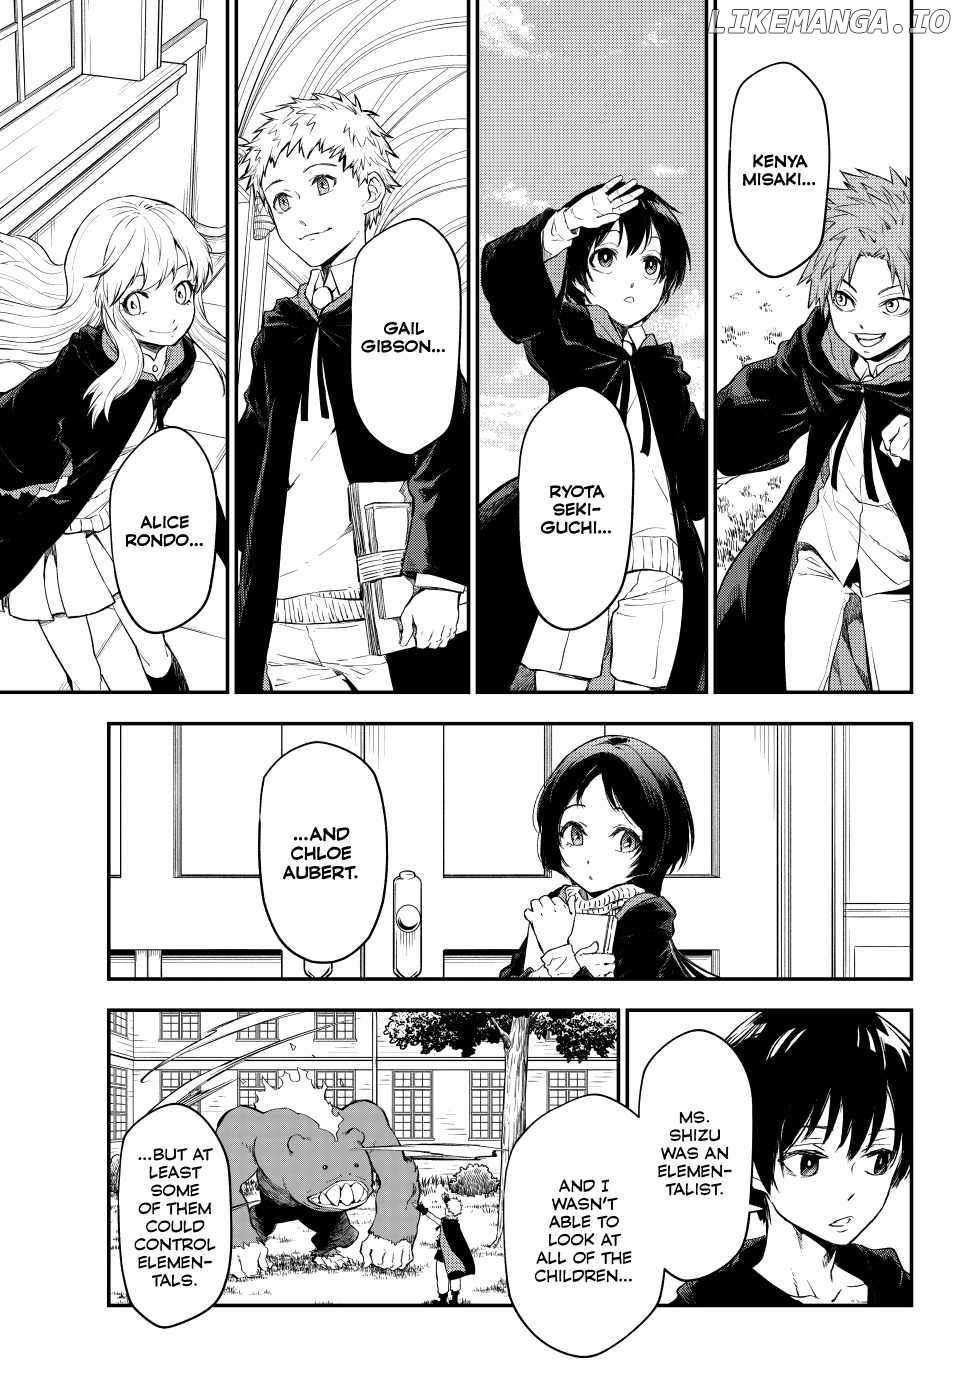 LIKEMANGA.IO
KENYA
MISAKI...
RYOTA
SEKI-
GUCHI...
GAIL
GIBSON...
ALICE
RONDO...
...AND
CHLOE
AUBERT.
MS.
SHIZU
WAS AN
ELEMEN-
TALIST.
AND I
WASN'T
ABLE TO
LOOK AT
ALL OF THE
CHILDREN...
...BUT AT
LEAST
SOME
OF THEM
COULD
CONTROL
ELEMEN-
TALS.